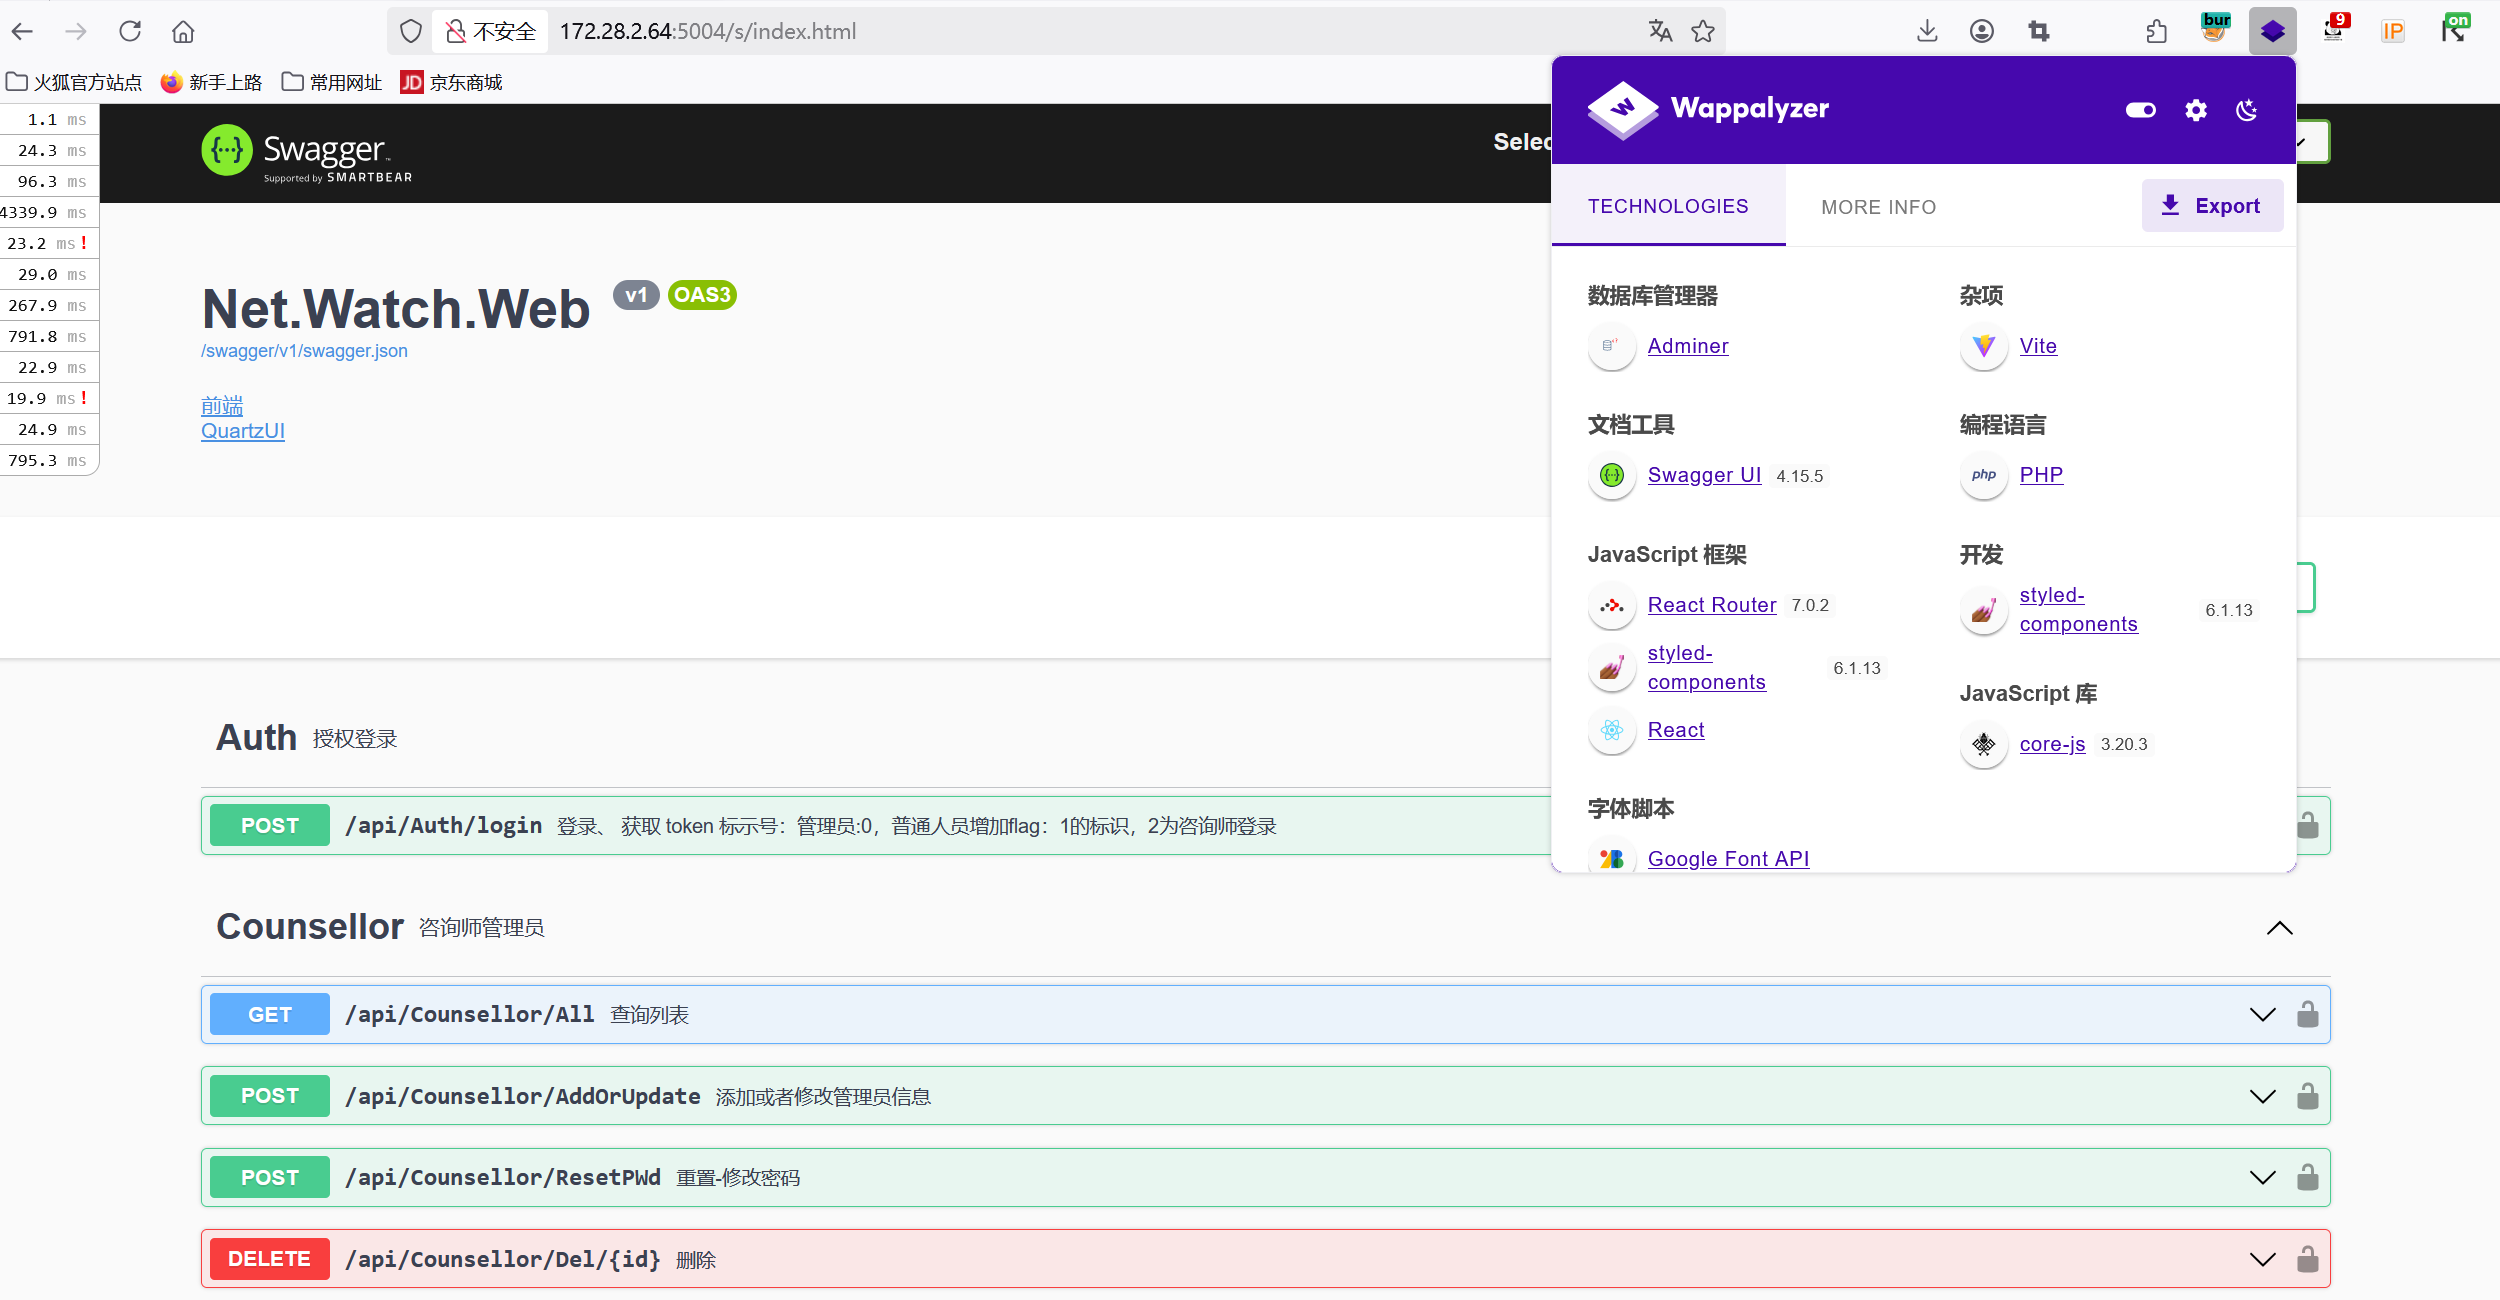 不安全
172.28.2.64:5004/s/index.html
bur
9
IP
on
火狐官方站点
新手上路
常用网址
JD 京东商城
1.1 ms
24.3 ms
96.3 ms
4339.9 ms
23.2 ms !
29.0 ms
267.9 ms
791.8 ms
22.9 ms
19.9 ms !
24.9 ms
795.3 ms
Swagger
Supported by SMARTBEAR
Selec
Net.Watch.Web v1 OAS3
/swagger/v1/swagger.json
前端
QuartzUI
Wappalyzer
TECHNOLOGIES
MORE INFO
Export
数据库管理器
Adminer
文档工具
Swagger UI 4.15.5
JavaScript 框架
React Router 7.0.2
styled-
components
6.1.13
React
字体脚本
Google Font API
杂项
Vite
编程语言
php PHP
开发
styled-
components
6.1.13
JavaScript 库
core-js 3.20.3
Auth 授权登录
POST /api/Auth/login 登录、 获取 token 标示号：管理员:0，普通人员增加flag：1的标识，2为咨询师登录
Counsellor 咨询师管理员
GET /api/Counsellor/All 查询列表
POST /api/Counsellor/AddOrUpdate 添加或者修改管理员信息
POST /api/Counsellor/ResetPWd 重置-修改密码
DELETE /api/Counsellor/Del/{id} 删除